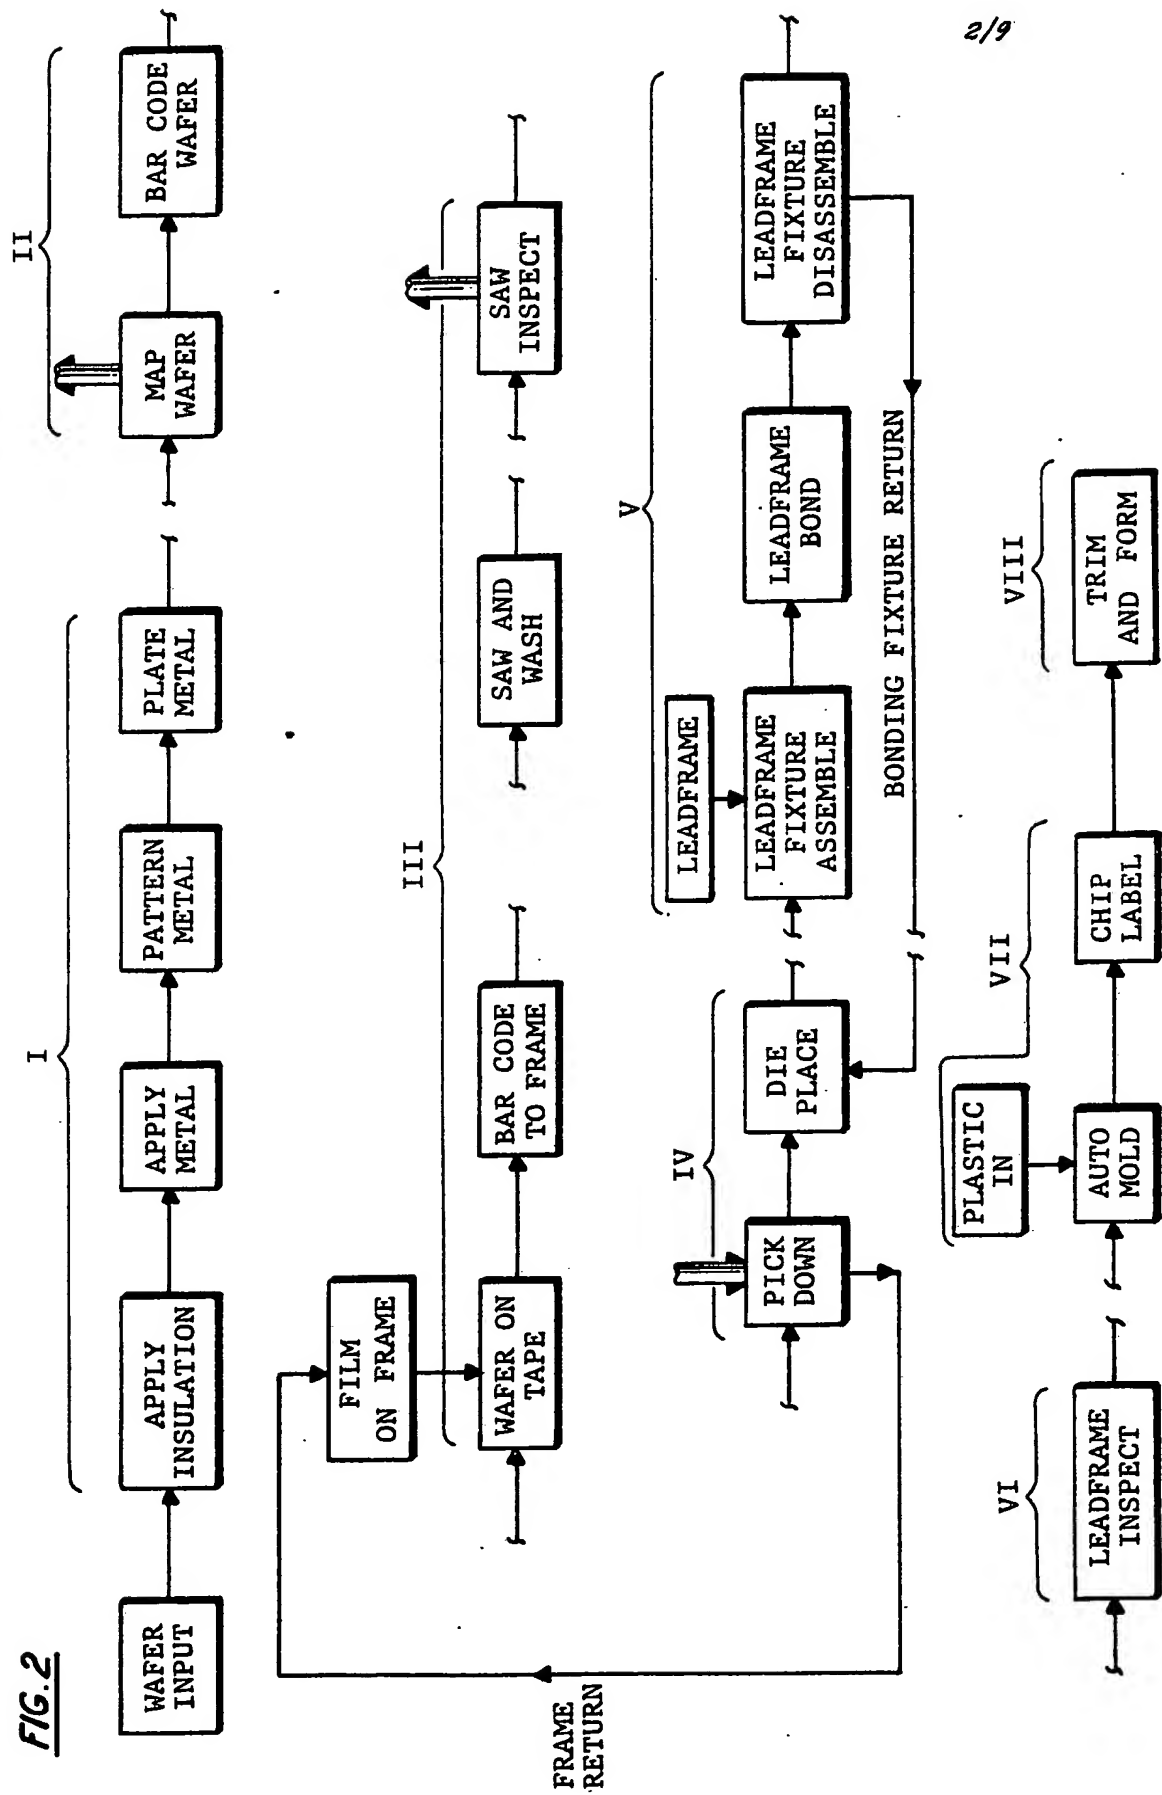 2/9
FIG.2
I
II
WAFER
INPUT
APPLY
INSULATION
APPLY
METAL
PATTERN
METAL
PLATE
METAL
MAP
WAFER
BAR CODE
WAFER
FILM
ON FRAME
III
WAFER ON
TAPE
BAR CODE
TO FRAME
SAW AND
WASH
SAW
INSPECT
FRAME
RETURN
IV
V
PICK
DOWN
DIE
PLACE
LEADFRAME
LEADFRAME
FIXTURE
ASSEMBLE
LEADFRAME
BOND
LEADFRAME
FIXTURE
DISASSEMBLE
BONDING FIXTURE RETURN
VI
VII
VIII
LEADFRAME
INSPECT
PLASTIC
IN
AUTO
MOLD
CHIP
LABEL
TRIM
AND FORM